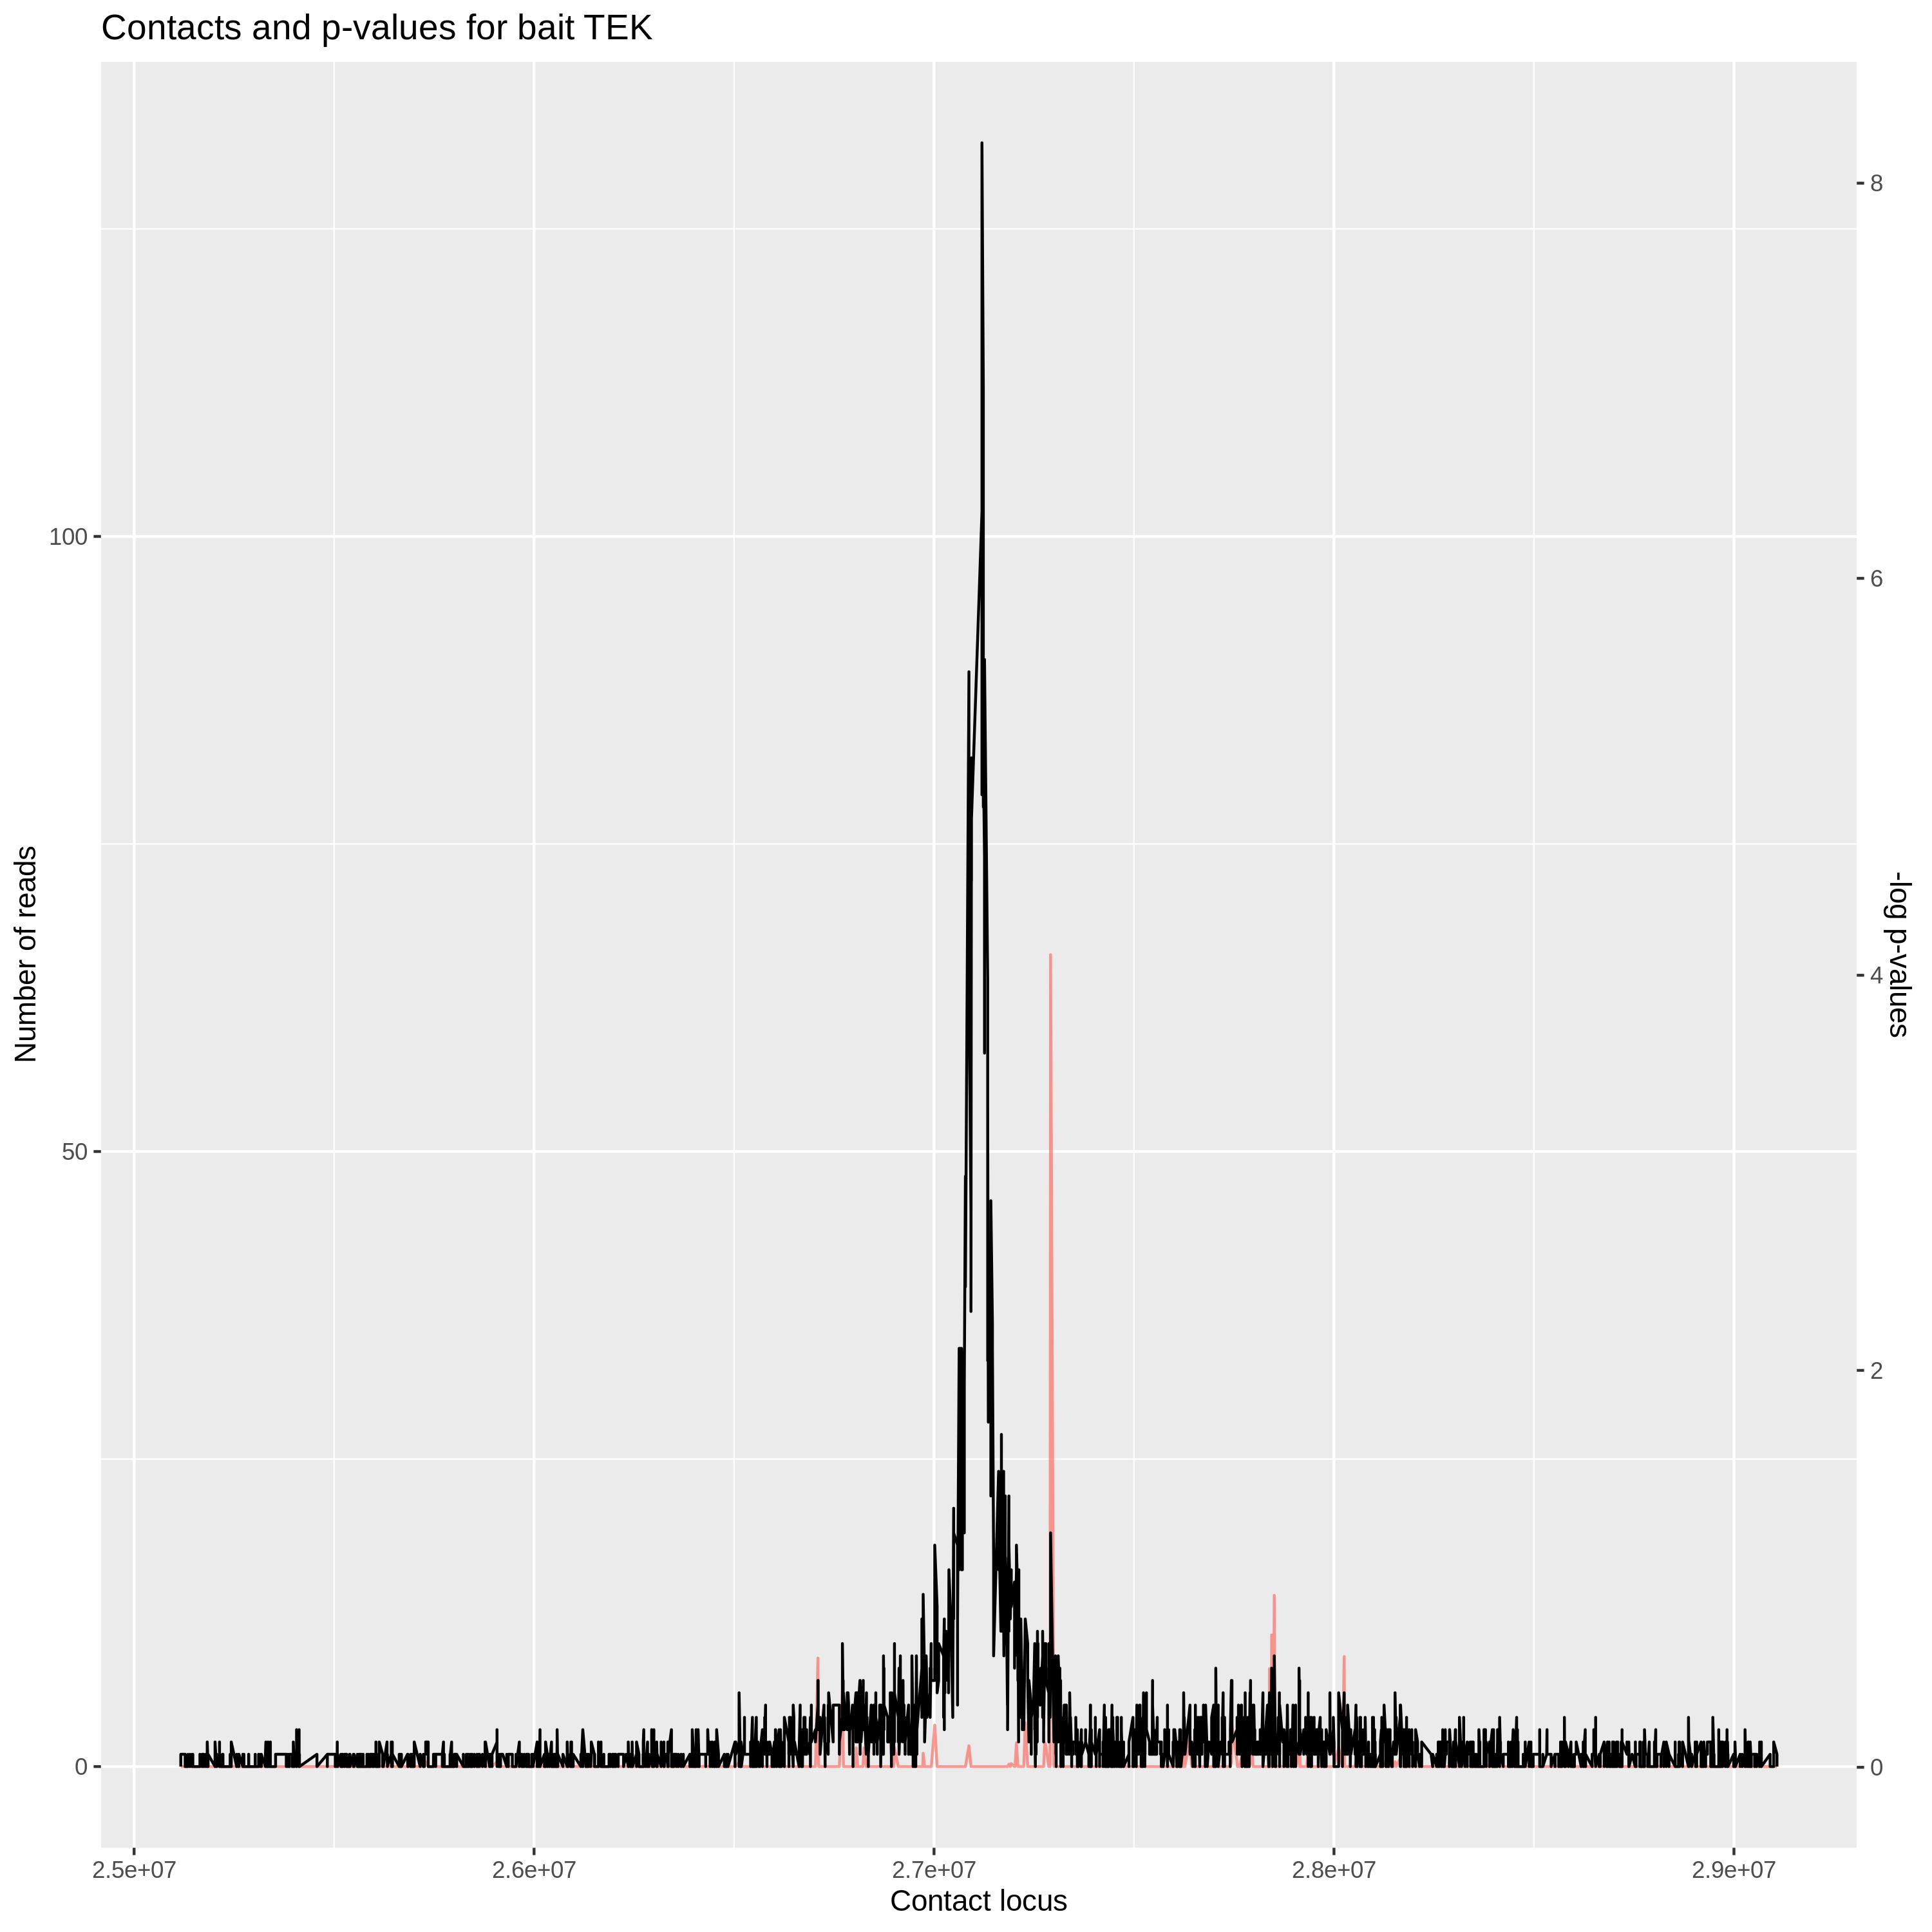 Contacts and p-values for bait TEK
Number of reads
100
50
0
8
6
4
2
0
-log p-values
2.5e+07
2.6e+07
2.7e+07
2.8e+07
2.9e+07
Contact locus